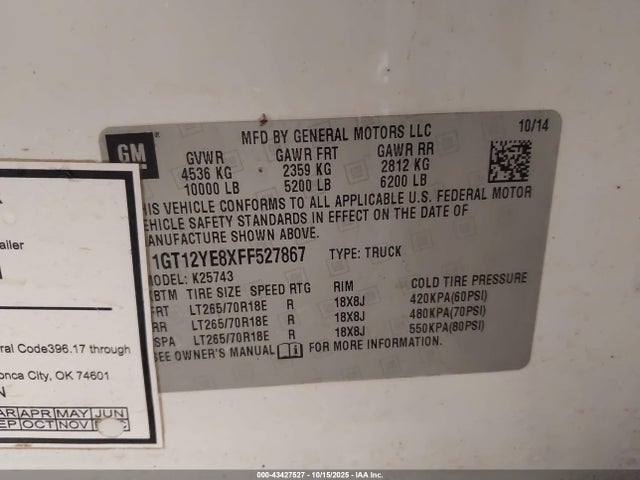 GM
MFD BY GENERAL MOTORS LLC 10/14
GVWR GAWR FRT GAWR RR
4536 KG 2359 KG 2812 KG
10000 LB 5200 LB 6200 LB
HIS VEHICLE CONFORMS TO ALL APPLICABLE U.S. FEDERAL MOTOR
VEHICLE SAFETY STANDARDS IN EFFECT ON THE DATE OF
MANUFACTURE SHOWN ABOVE.
1GT12YE8XFF527867 TYPE: TRUCK
MODEL: K25743
XBTM TIRE SIZE SPEED RTG RIM COLD TIRE PRESSURE
FRT LT265/70R18E R 18X8J 420KPA(60PSI)
RR LT265/70R18E R 18X8J 480KPA(70PSI)
SPA LT265/70R18E R 18X8J 550KPA(80PSI)
SEE OWNER'S MANUAL FOR MORE INFORMATION.
ailer
ral Code396.17 through
onca City, OK 74601
N
AR APR MAY JUN
EP OCT NOV
000-43427527 - 10/15/2025 - IAA Inc.